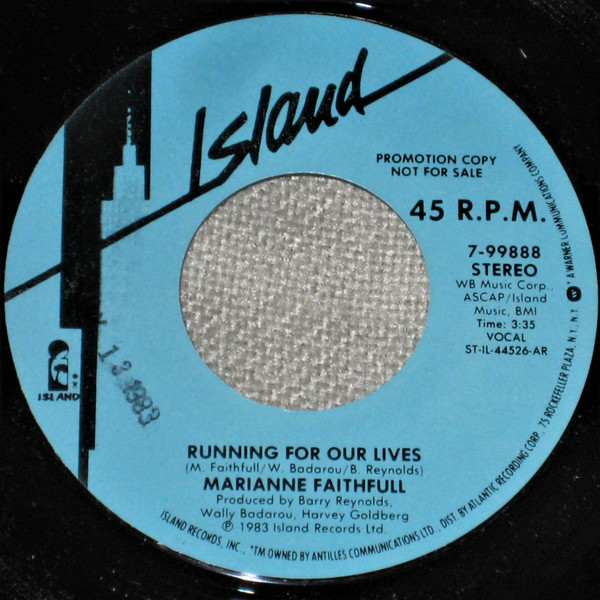 Island
PROMOTION COPY
NOT FOR SALE
45 R.P.M.
7-99888
STEREO
WB Music Corp.,
ASCAP/Island
Music, BMI
Time: 3:35
VOCAL
ST-IL-44526-AR
ISLAND
13 1983
RUNNING FOR OUR LIVES
(M. Faithfull/W. Badarou/B. Reynolds)
MARIANNE FAITHFULL
Produced by Barry Reynolds,
Wally Badarou, Harvey Goldberg
℗ 1983 Island Records Ltd.
ISLAND RECORDS, INC., *TM OWNED BY ANTILLES COMMUNICATIONS LTD., DIST. BY ATLANTIC RECORDING CORP., 75 ROCKEFELLER PLAZA, N.Y., N.Y. * A WARNER COMMUNICATIONS COMPANY